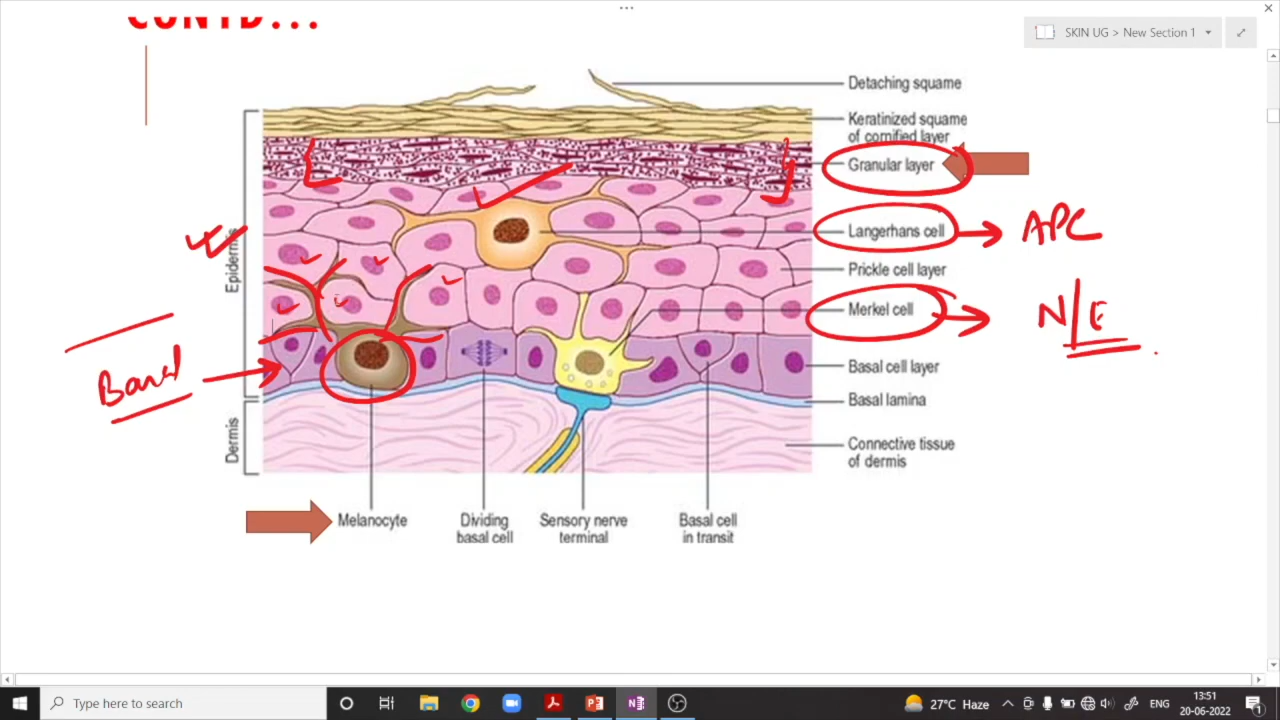 CONTD...
SKIN UG > New Section 1
Detaching squame
Keratinized squame
of cornified layer
Granular layer
Langerhans cell
APC
Prickle cell layer
Merkel cell
N/E
Basal cell layer
Basal lamina
Connective tissue
of dermis
Epidermis
Basal
Dermis
Melanocyte
Dividing
basal cell
Sensory nerve
terminal
Basal cell
in transit
Type here to search
27°C Haze
ENG
13:51
20-06-2022
1